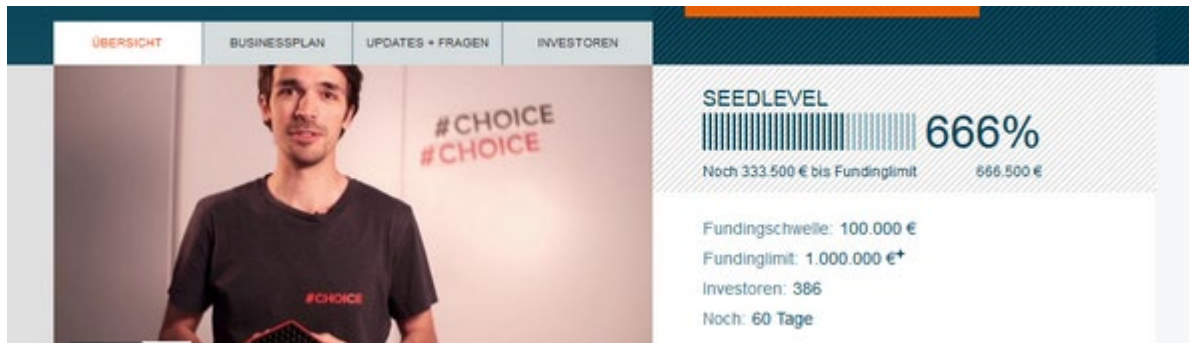 ÜBERSICHT
BUSINESSPLAN
UPDATES + FRAGEN
INVESTOREN
#CHOICE
#CHOICE
#CHOICE
SEEDLEVEL
666%
Noch 333.500 € bis Fundinglimit 666.500 €
Fundingschwelle: 100.000 €
Fundinglimit: 1.000.000 €+
Investoren: 386
Noch: 60 Tage